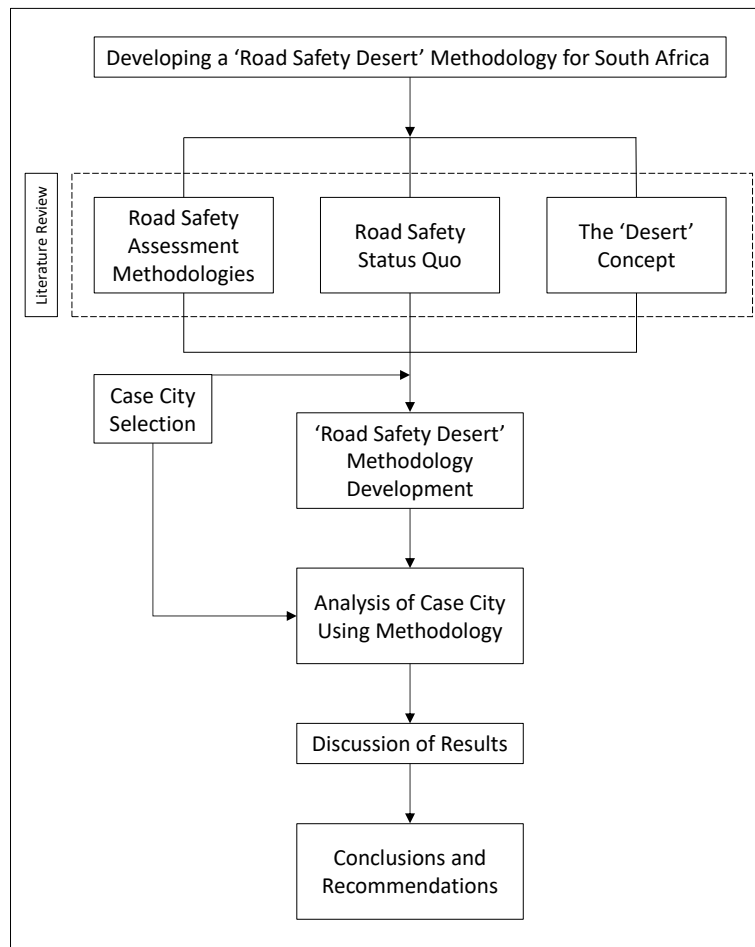 Developing a ‘Road Safety Desert’ Methodology for South Africa
Literature Review
Road Safety
Assessment
Methodologies
Road Safety
Status Quo
The ‘Desert’
Concept
Case City
Selection
‘Road Safety Desert’
Methodology
Development
Analysis of Case City
Using Methodology
Discussion of Results
Conclusions and
Recommendations